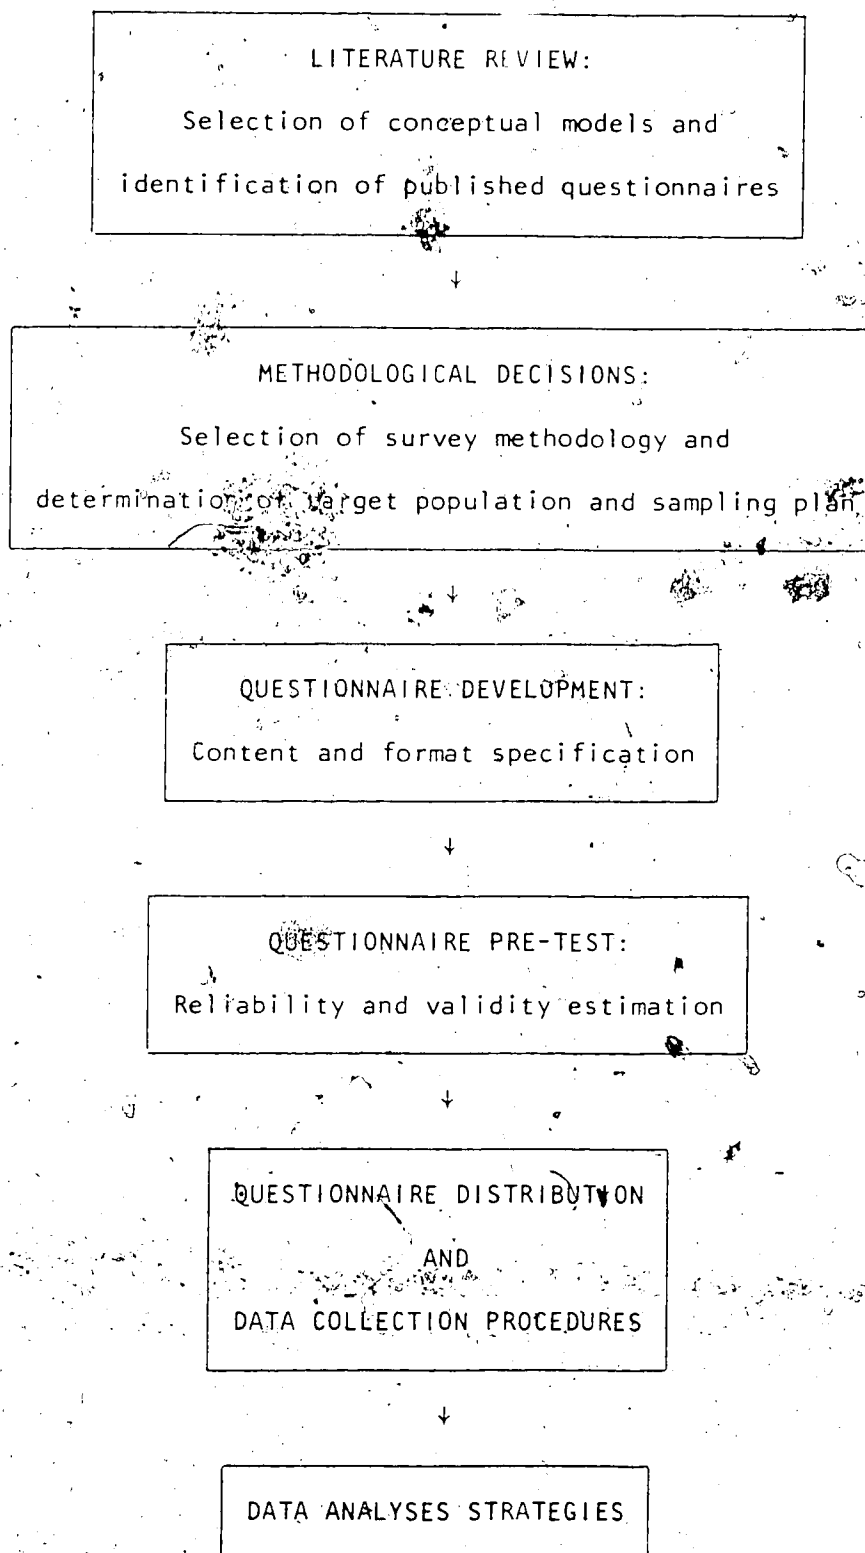 LITERATURE REVIEW:
Selection of conceptual models and
identification of published questionnaires
↓
METHODOLOGICAL DECISIONS:
Selection of survey methodology and
determination of target population and sampling plan
↓
QUESTIONNAIRE DEVELOPMENT:
Content and format specification
↓
QUESTIONNAIRE PRE-TEST:
Reliability and validity estimation
↓
QUESTIONNAIRE DISTRIBUTION
AND
DATA COLLECTION PROCEDURES
↓
DATA ANALYSES STRATEGIES